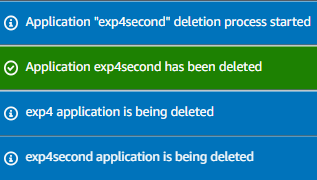 Application "exp4second" deletion process started
Application exp4second has been deleted
exp4 application is being deleted
exp4second application is being deleted